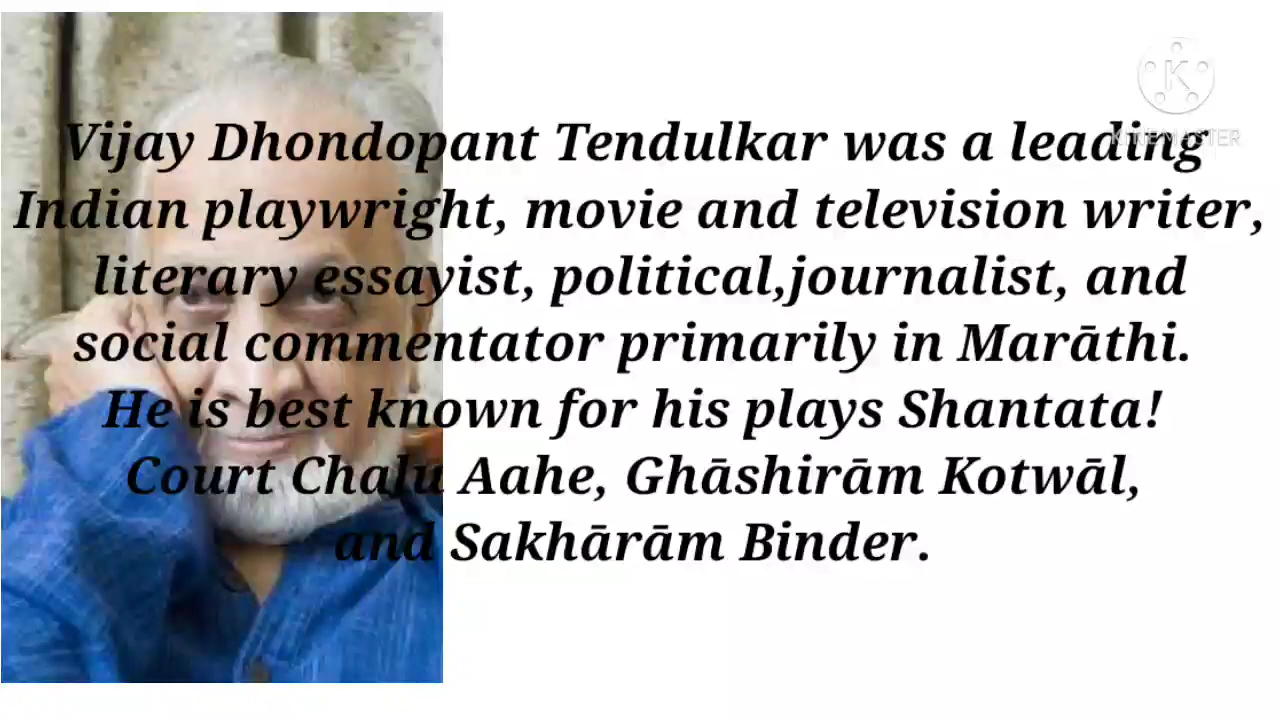 KINEMASTER
Vijay Dhondopant Tendulkar was a leading
Indian playwright, movie and television writer,
literary essayist, political,journalist, and
social commentator primarily in Marāthi.
He is best known for his plays Shantata!
Court Chalu Aahe, Ghāshirām Kotwāl,
and Sakhārām Binder.